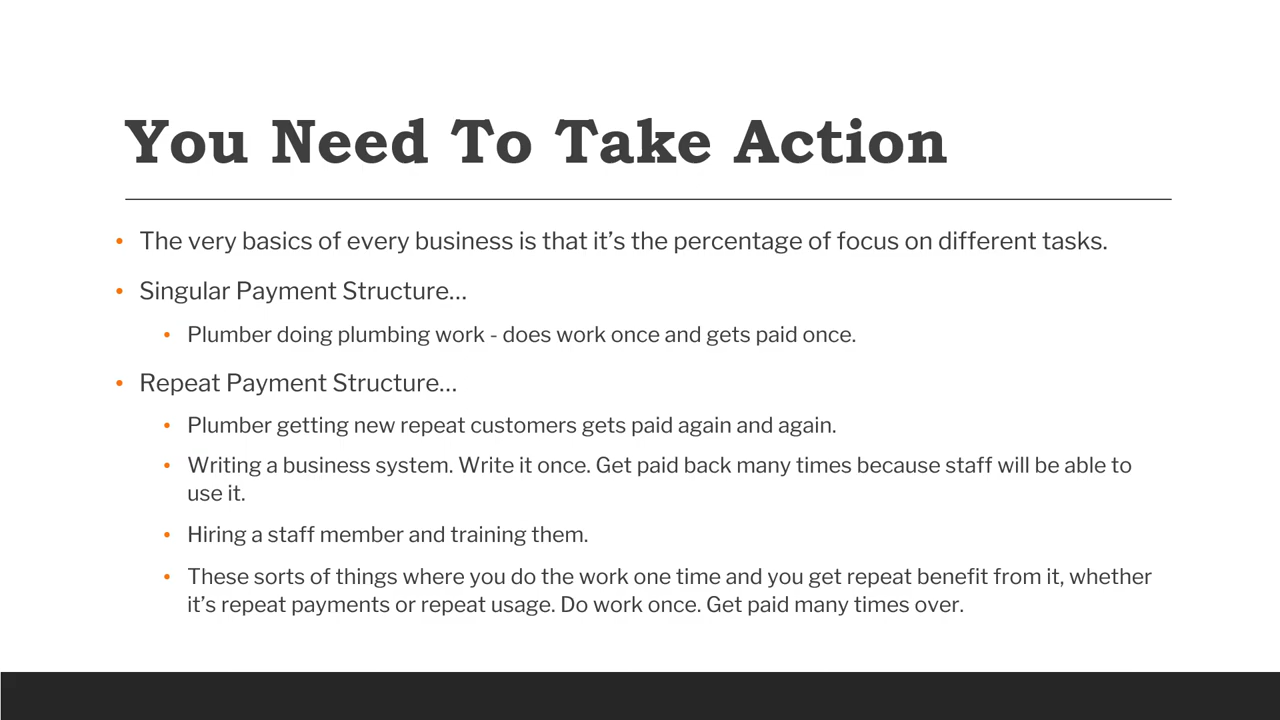 You Need To Take Action
• The very basics of every business is that it’s the percentage of focus on different tasks.
• Singular Payment Structure...
• Plumber doing plumbing work - does work once and gets paid once.
• Repeat Payment Structure...
• Plumber getting new repeat customers gets paid again and again.
• Writing a business system. Write it once. Get paid back many times because staff will be able to
use it.
• Hiring a staff member and training them.
• These sorts of things where you do the work one time and you get repeat benefit from it, whether
it’s repeat payments or repeat usage. Do work once. Get paid many times over.